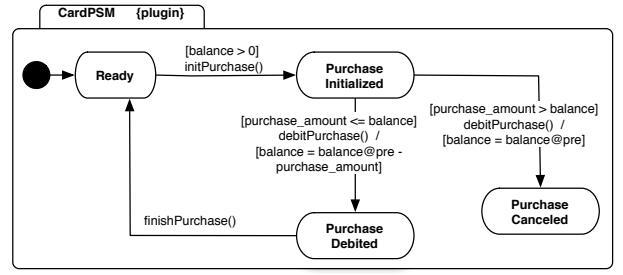 CardPSM {plugin}
Ready
[balance > 0]
initPurchase()
Purchase
Initialized
[purchase_amount <= balance]
debitPurchase() /
[balance = balance@pre -
purchase_amount]
[purchase_amount > balance]
debitPurchase() /
[balance = balance@pre]
finishPurchase()
Purchase
Debited
Purchase
Canceled